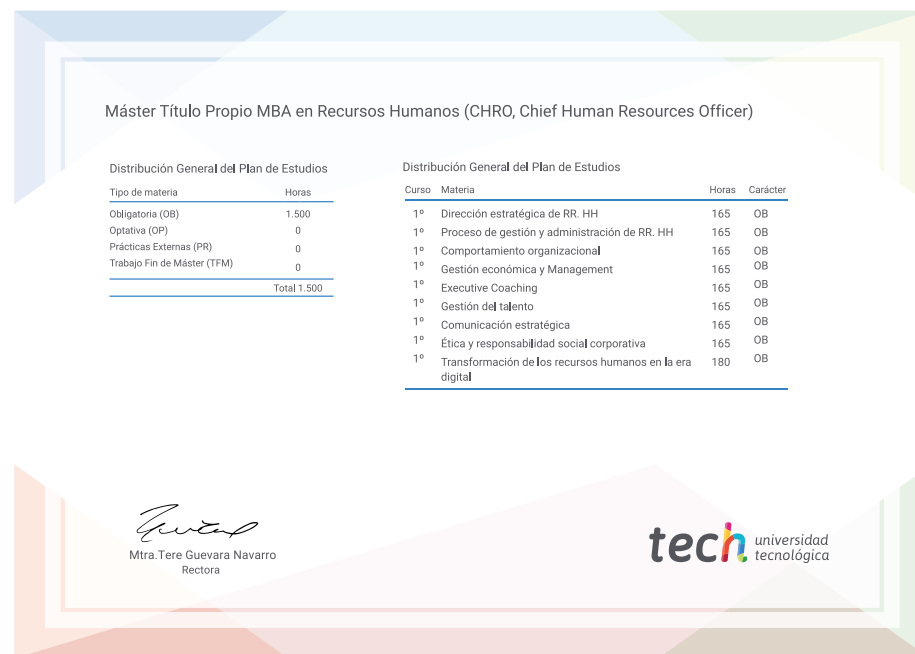 Máster Título Propio MBA en Recursos Humanos (CHRO, Chief Human Resources Officer)
Distribución General del Plan de Estudios
Tipo de materia Horas
Obligatoria (OB) 1.500
Optativa (OP) 0
Prácticas Externas (PR) 0
Trabajo Fin de Máster (TFM) 0
Total 1.500
Distribución General del Plan de Estudios
Curso Materia Horas Carácter
1º Dirección estratégica de RR. HH 165 OB
1º Proceso de gestión y administración de RR. HH 165 OB
1º Comportamiento organizacional 165 OB
1º Gestión económica y Management 165 OB
1º Executive Coaching 165 OB
1º Gestión del talento 165 OB
1º Comunicación estratégica 165 OB
1º Ética y responsabilidad social corporativa 165 OB
1º Transformación de los recursos humanos en la era 180 OB
digital
Mtra.Tere Guevara Navarro
Rectora
tech universidad
tecnológica